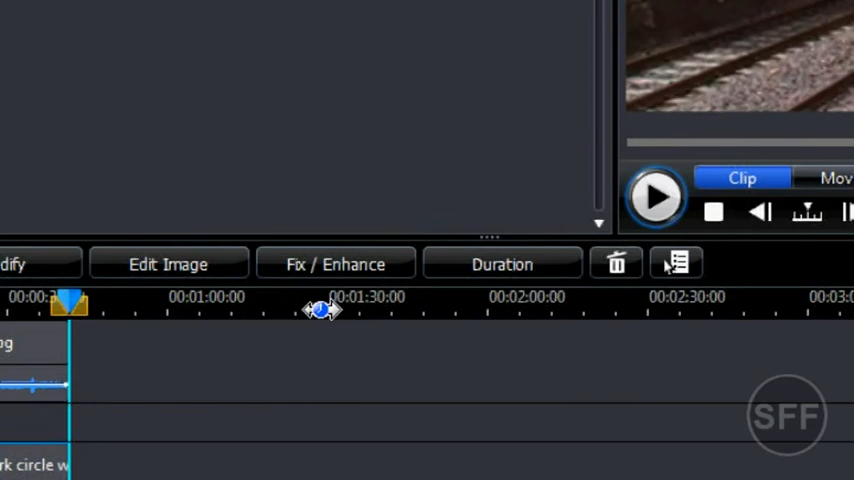 Clip Mov
dify Edit Image Fix / Enhance Duration
00:00:3 00:01:00:00 00:01:30:00 00:02:00:00 00:02:30:00 00:03:0
og
SFF
rk circle w